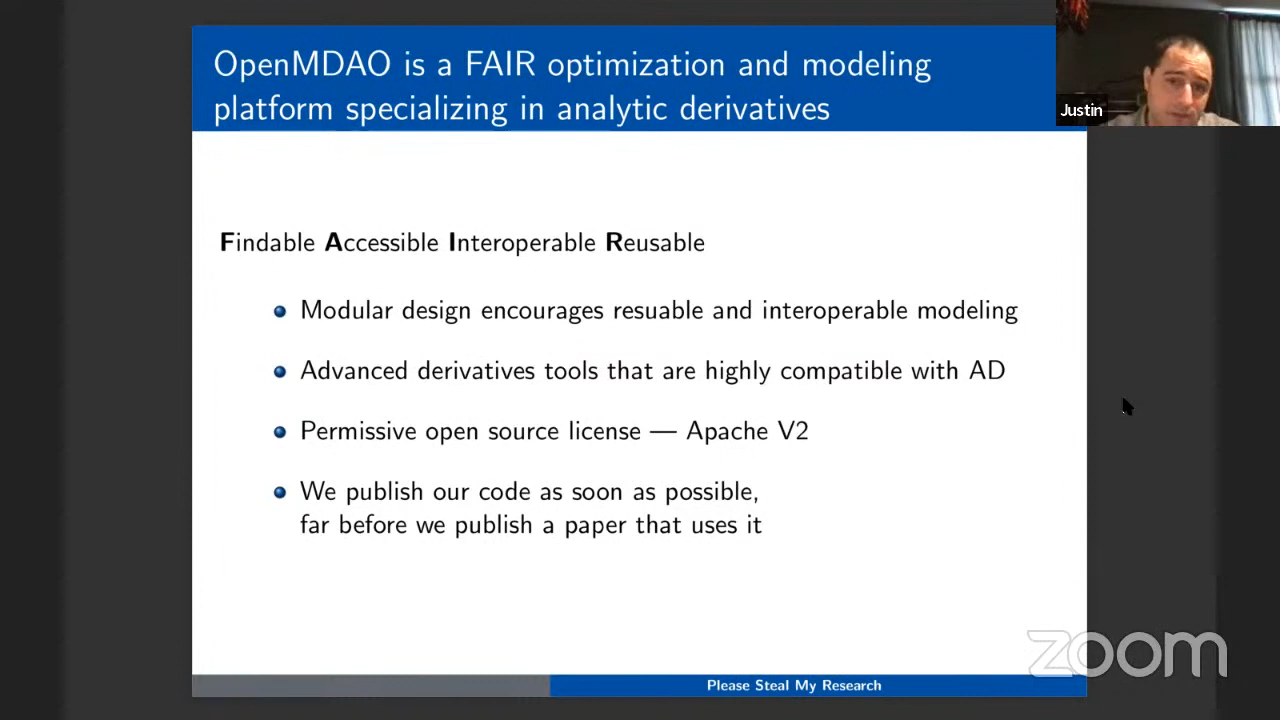 OpenMDAO is a FAIR optimization and modeling
platform specializing in analytic derivatives
Justin
Findable Accessible Interoperable Reusable
Modular design encourages resuable and interoperable modeling
Advanced derivatives tools that are highly compatible with AD
Permissive open source license — Apache V2
We publish our code as soon as possible,
far before we publish a paper that uses it
zoom
Please Steal My Research